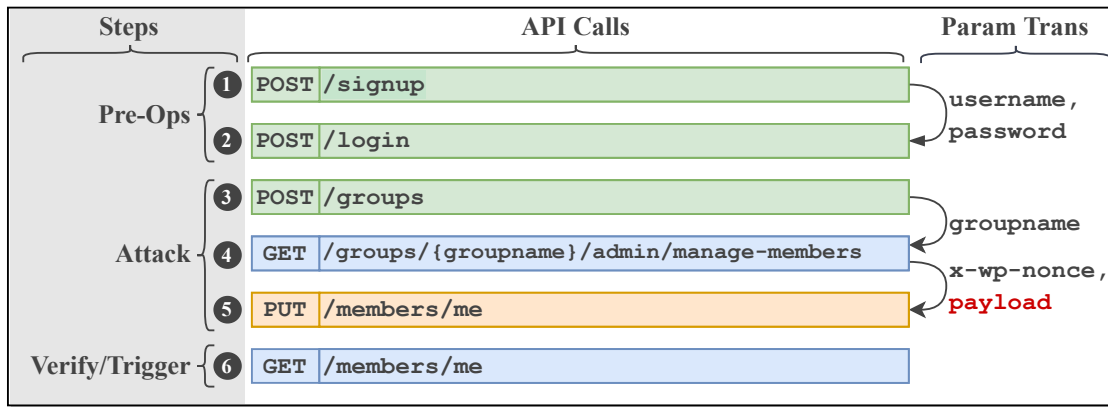 Steps API Calls Param Trans
Pre-Ops
1 POST /signup
username,
password
2 POST /login
Attack
3 POST /groups
groupname
4 GET /groups/{groupname}/admin/manage-members
x-wp-nonce,
payload
5 PUT /members/me
Verify/Trigger 6 GET /members/me